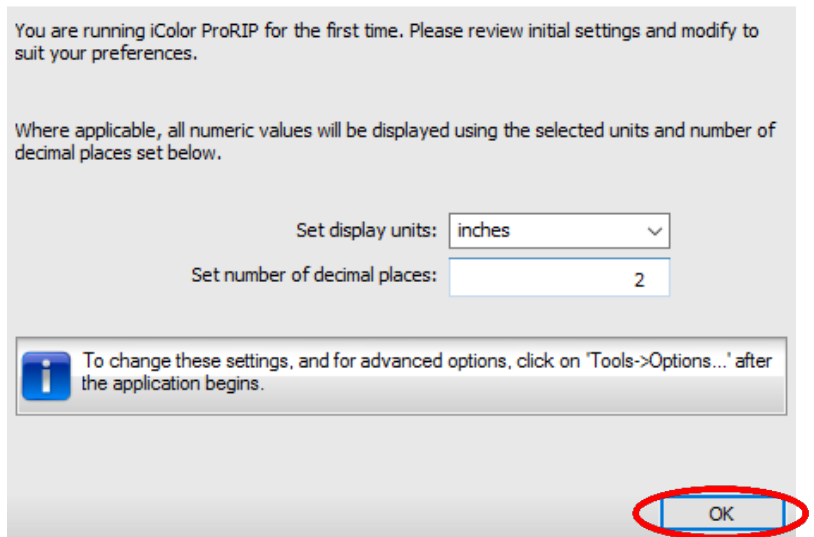 You are running iColor ProRIP for the first time. Please review initial settings and modify to
suit your preferences.
Where applicable, all numeric values will be displayed using the selected units and number of
decimal places set below.
Set display units: inches
Set number of decimal places: 2
To change these settings, and for advanced options, click on 'Tools->Options...' after
the application begins.
OK